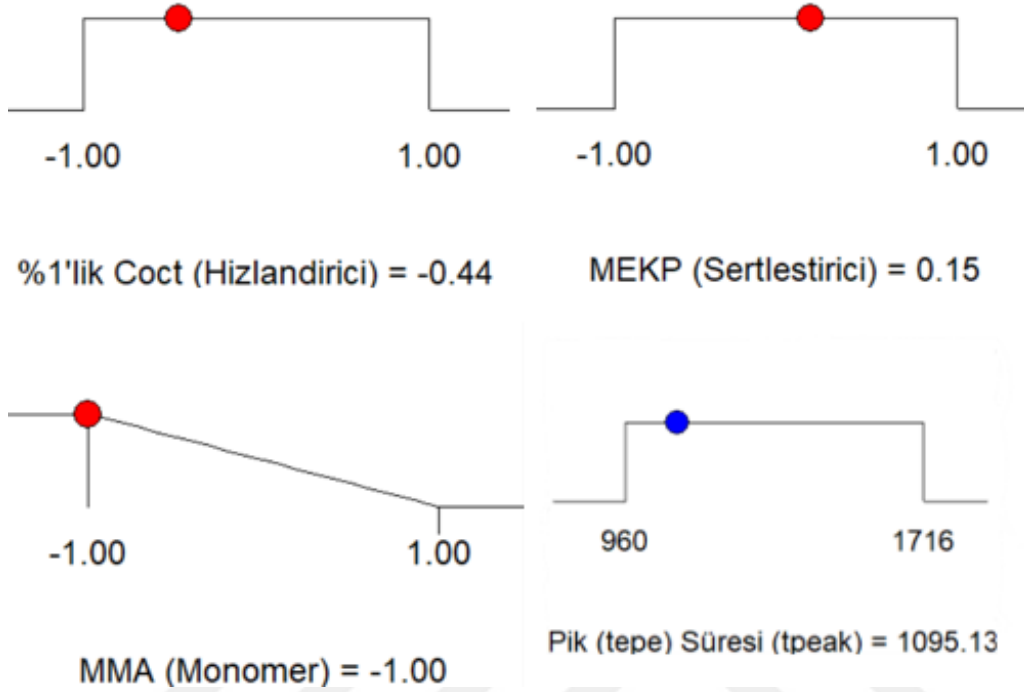 -1.00 1.00
%1'lik Coct (Hizlandirici) = -0.44
-1.00 1.00
MEKP (Sertlestirici) = 0.15
-1.00 1.00
MMA (Monomer) = -1.00
960 1716
Pik (tepe) Süresi (tpeak) = 1095.13